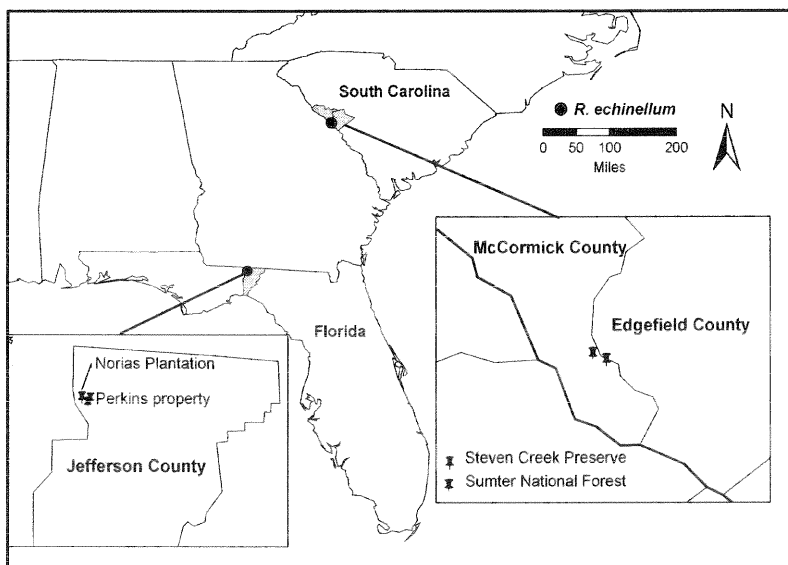 South Carolina
R. echinellum
N
0 50 100 200
Miles
McCormick County
Edgefield County
Steven Creek Preserve
Sumter National Forest
Florida
Norias Plantation
Perkins property
Jefferson County